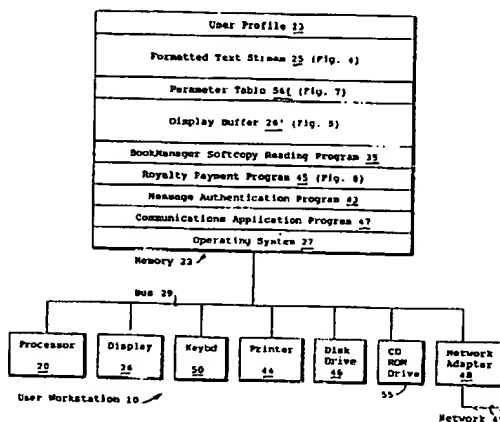 User Profile 23
Formatted Text Stream 25 (Fig. 4)
Parameter Table 56f (Fig. 7)
Display Buffer 26' (Fig. 5)
BookManager Softcopy Reading Program 35
Royalty Payment Program 45 (Fig. 8)
Message Authentication Program 43
Communications Application Program 47
Operating System 27
Memory 22
Bus 29
Processor 20
Display 26
Keybd 50
Printer 44
Disk Drive 46
CD ROM Drive 55
Network Adapter 48
User Workstation 10
Network